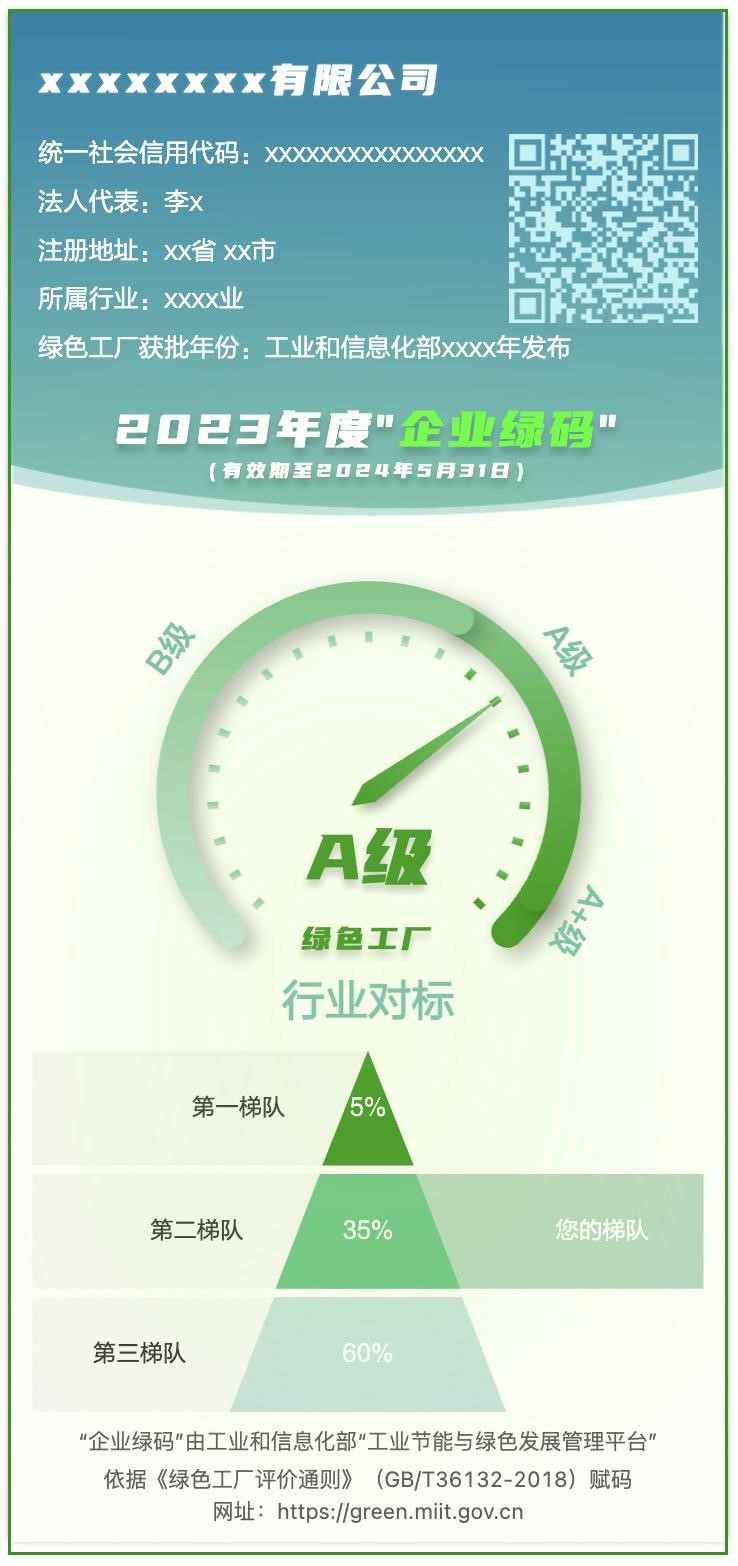 xxxxxxxx有限公司
统一社会信用代码：xxxxxxxxxxxxxxxx
法人代表：李x
注册地址：xx省 xx市
所属行业：xxxx业
绿色工厂获批年份：工业和信息化部xxxx年发布
2023年度"企业绿码"
(有效期至2024年5月31日)
B级
A级
A+级
A级
绿色工厂
行业对标
第一梯队 5%
第二梯队 35% 您的梯队
第三梯队 60%
“企业绿码”由工业和信息化部“工业节能与绿色发展管理平台”
依据《绿色工厂评价通则》（GB/T36132-2018）赋码
网址：https://green.miit.gov.cn